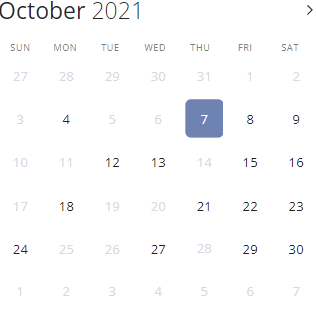 October 2021
SUN MON TUE WED THU FRI SAT
27 28 29 30 31 1 2
3 4 5 6 7 8 9
10 11 12 13 14 15 16
17 18 19 20 21 22 23
24 25 26 27 28 29 30
1 2 3 4 5 6 7